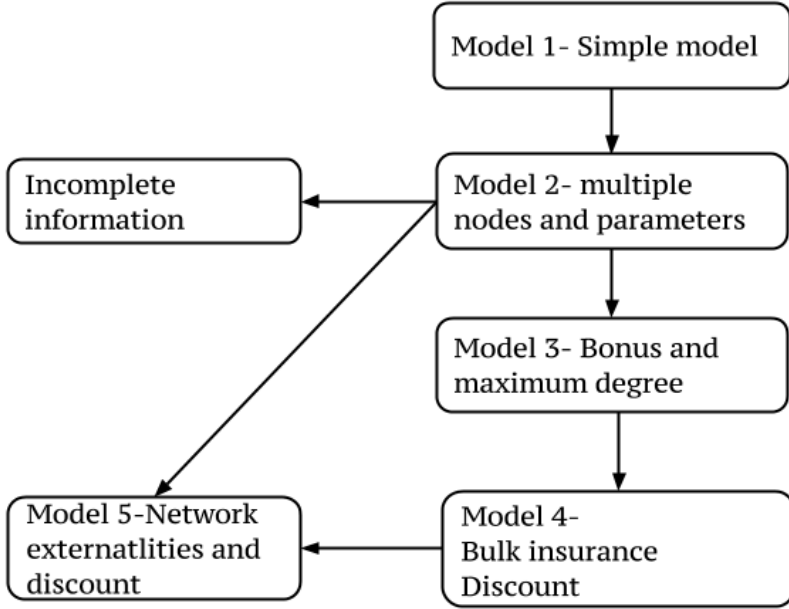 Model 1- Simple model
Incomplete
information
Model 2- multiple
nodes and parameters
Model 3- Bonus and
maximum degree
Model 5-Network
externatlities and
discount
Model 4-
Bulk insurance
Discount